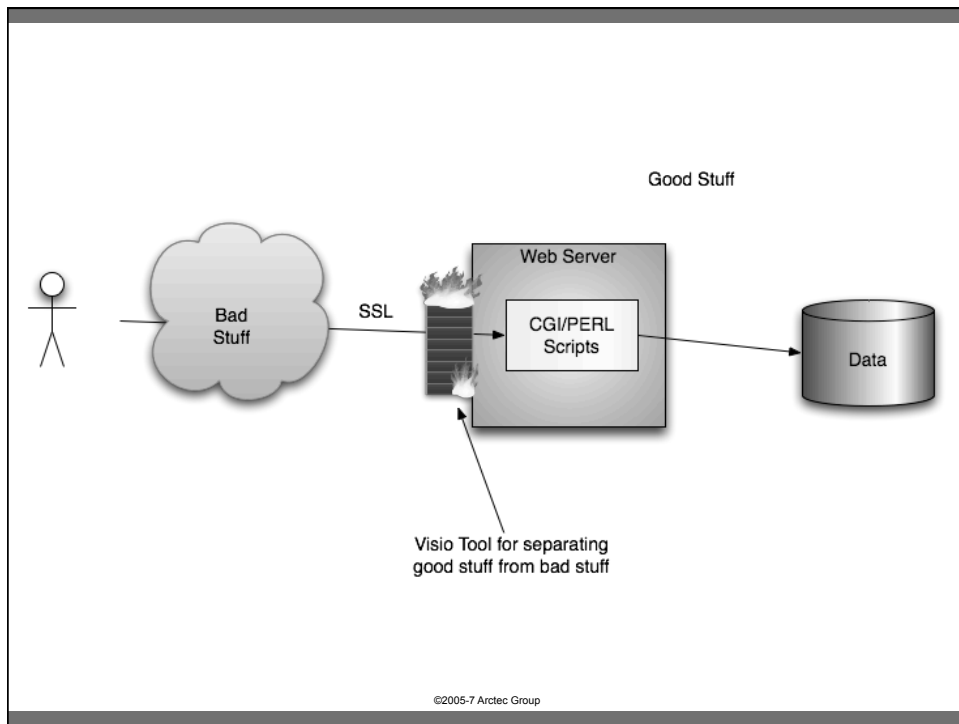 Good Stuff
Web Server
Bad
Stuff
SSL
CGI/PERL
Scripts
Data
Visio Tool for separating
good stuff from bad stuff
©2005-7 Arctec Group